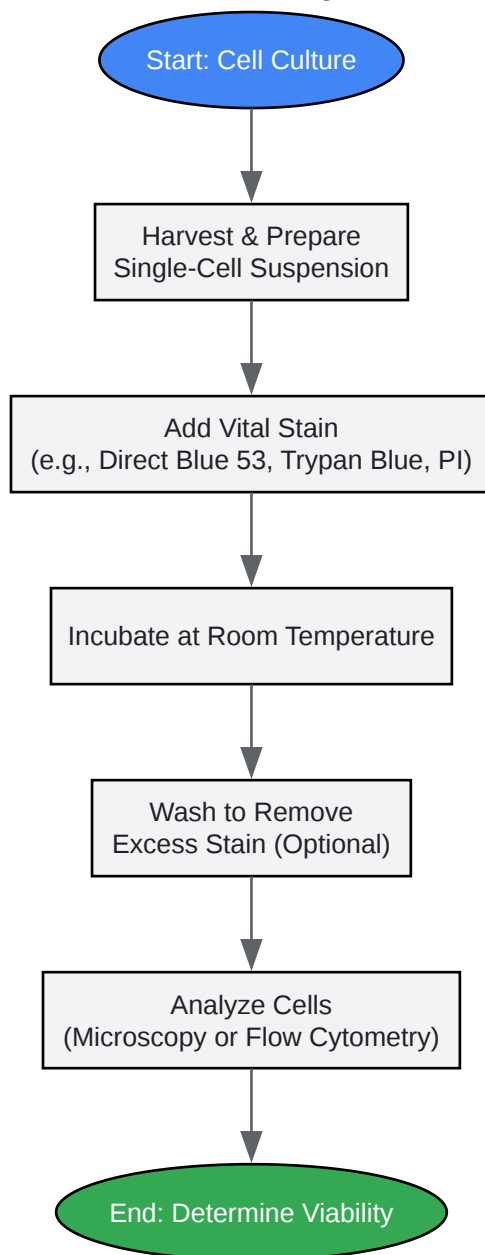 Start: Cell Culture
Harvest & Prepare
Single-Cell Suspension
Add Vital Stain
(e.g., Direct Blue 53, Trypan Blue, PI)
Incubate at Room Temperature
Wash to Remove
Excess Stain (Optional)
Analyze Cells
(Microscopy or Flow Cytometry)
End: Determine Viability